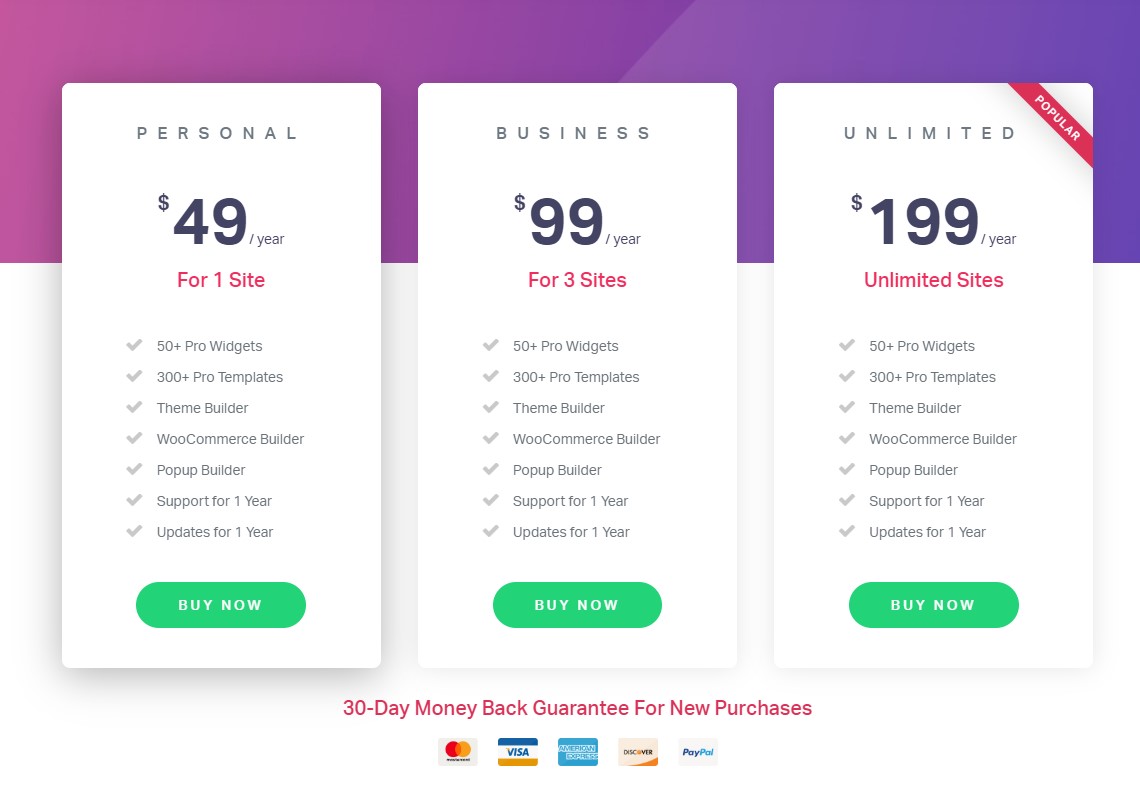 PERSONAL
$49/ year
For 1 Site
50+ Pro Widgets
300+ Pro Templates
Theme Builder
WooCommerce Builder
Popup Builder
Support for 1 Year
Updates for 1 Year
BUY NOW
BUSINESS
$99/ year
For 3 Sites
50+ Pro Widgets
300+ Pro Templates
Theme Builder
WooCommerce Builder
Popup Builder
Support for 1 Year
Updates for 1 Year
BUY NOW
POPULAR
UNLIMITED
$199/ year
Unlimited Sites
50+ Pro Widgets
300+ Pro Templates
Theme Builder
WooCommerce Builder
Popup Builder
Support for 1 Year
Updates for 1 Year
BUY NOW
30-Day Money Back Guarantee For New Purchases
mastercard
VISA
AMERICAN
EXPRESS
DISCOVER
PayPal